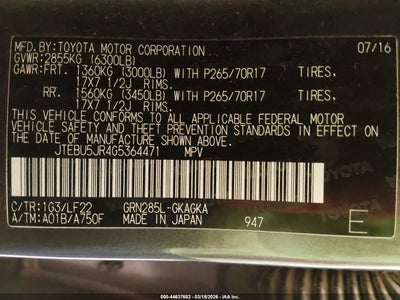 MFD.BY:TOYOTA MOTOR CORPORATION 07/16
GVWR:2855KG (6300LB)
GAWR:FRT. 1360KG (3000LB) WITH P265/70R17 TIRES.
17X7 1/2J RIMS.
RR. 1560KG (3450LB) WITH P265/70R17 TIRES.
17X7 1/2J RIMS.
THIS VEHICLE CONFORMS TO ALL APPLICABLE FEDERAL MOTOR
VEHICLE SAFETY AND THEFT PREVENTION STANDARDS IN EFFECT
ON THE DATE OF MANUFACTURE SHOWN ABOVE.
JTEBU5JR4G5364471 MPV
C/TR:1G3/LF22 GRN285L-GKAGKA
A/TM:A01B/A750F MADE IN JAPAN 947 E
000-44637682 - 03/18/2026 - IAA Inc.